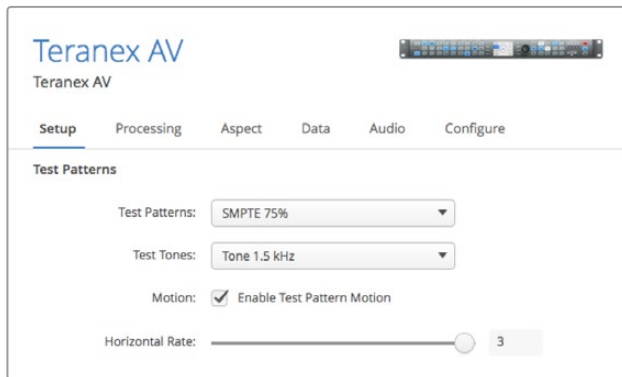 Teranex AV
Teranex AV
Setup Processing Aspect Data Audio Configure
Test Patterns
Test Patterns: SMPTE 75%
Test Tones: Tone 1.5 kHz
Motion: Enable Test Pattern Motion
Horizontal Rate: 3